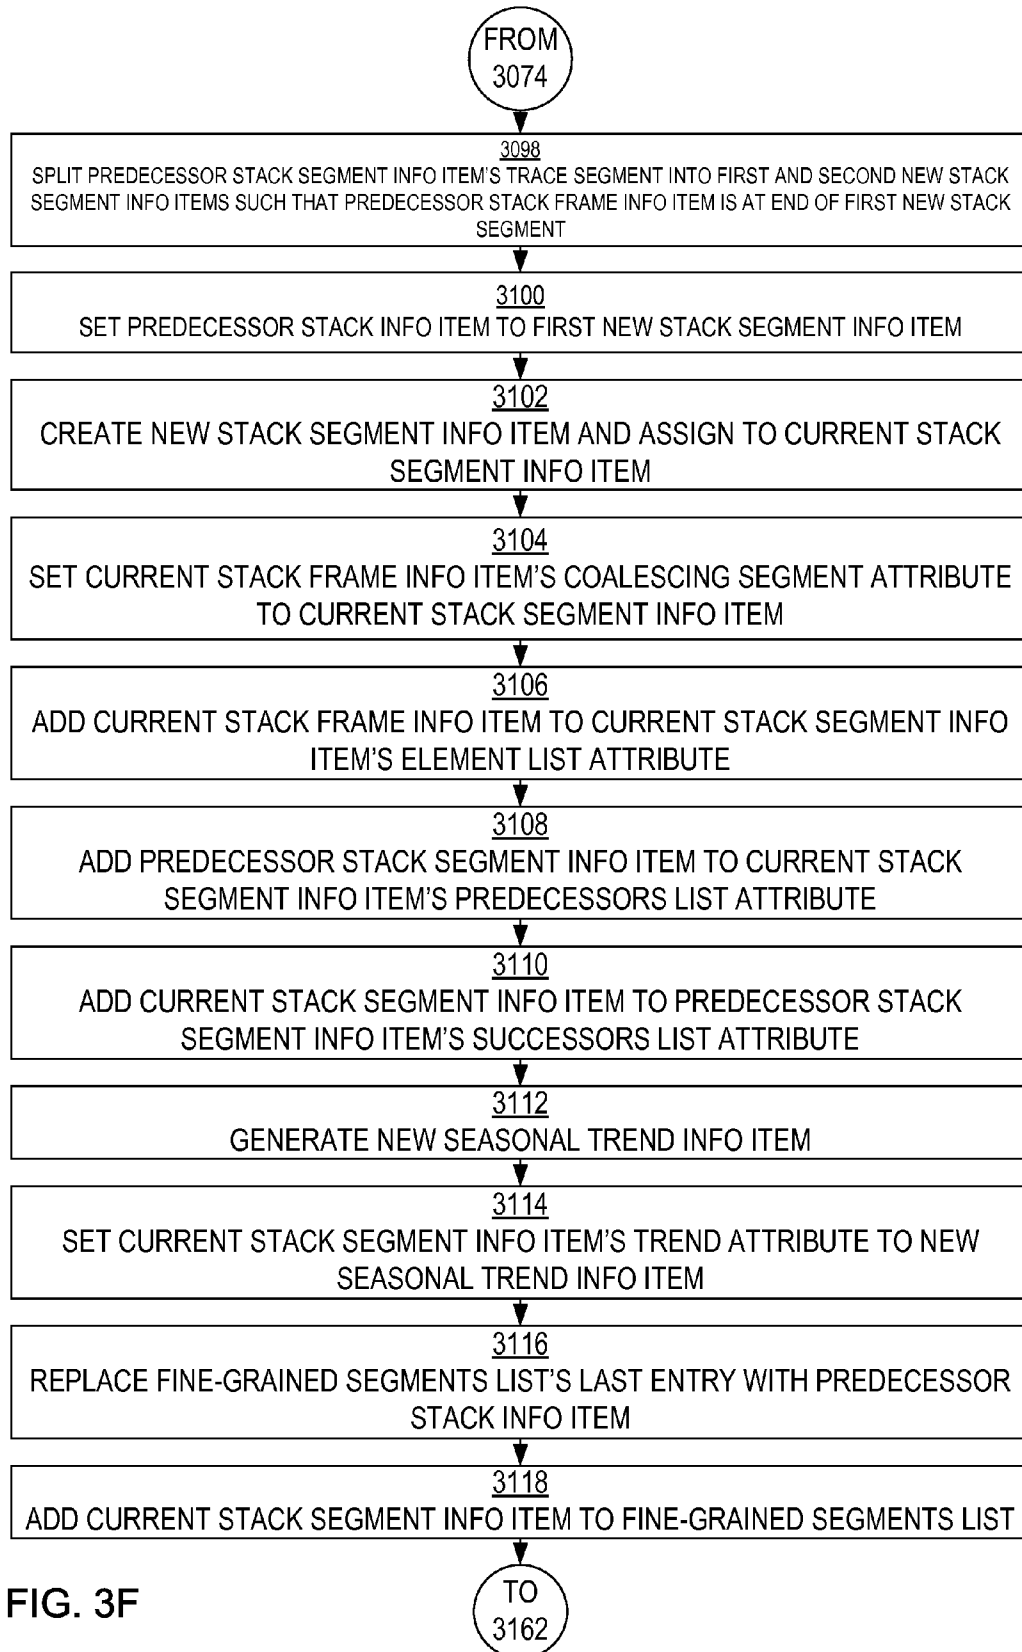 FROM
3074
3098
SPLIT PREDECESSOR STACK SEGMENT INFO ITEM'S TRACE SEGMENT INTO FIRST AND SECOND NEW STACK
SEGMENT INFO ITEMS SUCH THAT PREDECESSOR STACK FRAME INFO ITEM IS AT END OF FIRST NEW STACK
SEGMENT
3100
SET PREDECESSOR STACK INFO ITEM TO FIRST NEW STACK SEGMENT INFO ITEM
3102
CREATE NEW STACK SEGMENT INFO ITEM AND ASSIGN TO CURRENT STACK
SEGMENT INFO ITEM
3104
SET CURRENT STACK FRAME INFO ITEM'S COALESCING SEGMENT ATTRIBUTE
TO CURRENT STACK SEGMENT INFO ITEM
3106
ADD CURRENT STACK FRAME INFO ITEM TO CURRENT STACK SEGMENT INFO
ITEM'S ELEMENT LIST ATTRIBUTE
3108
ADD PREDECESSOR STACK SEGMENT INFO ITEM TO CURRENT STACK
SEGMENT INFO ITEM'S PREDECESSORS LIST ATTRIBUTE
3110
ADD CURRENT STACK SEGMENT INFO ITEM TO PREDECESSOR STACK
SEGMENT INFO ITEM'S SUCCESSORS LIST ATTRIBUTE
3112
GENERATE NEW SEASONAL TREND INFO ITEM
3114
SET CURRENT STACK SEGMENT INFO ITEM'S TREND ATTRIBUTE TO NEW
SEASONAL TREND INFO ITEM
3116
REPLACE FINE-GRAINED SEGMENTS LIST'S LAST ENTRY WITH PREDECESSOR
STACK INFO ITEM
3118
ADD CURRENT STACK SEGMENT INFO ITEM TO FINE-GRAINED SEGMENTS LIST
TO
3162
FIG. 3F